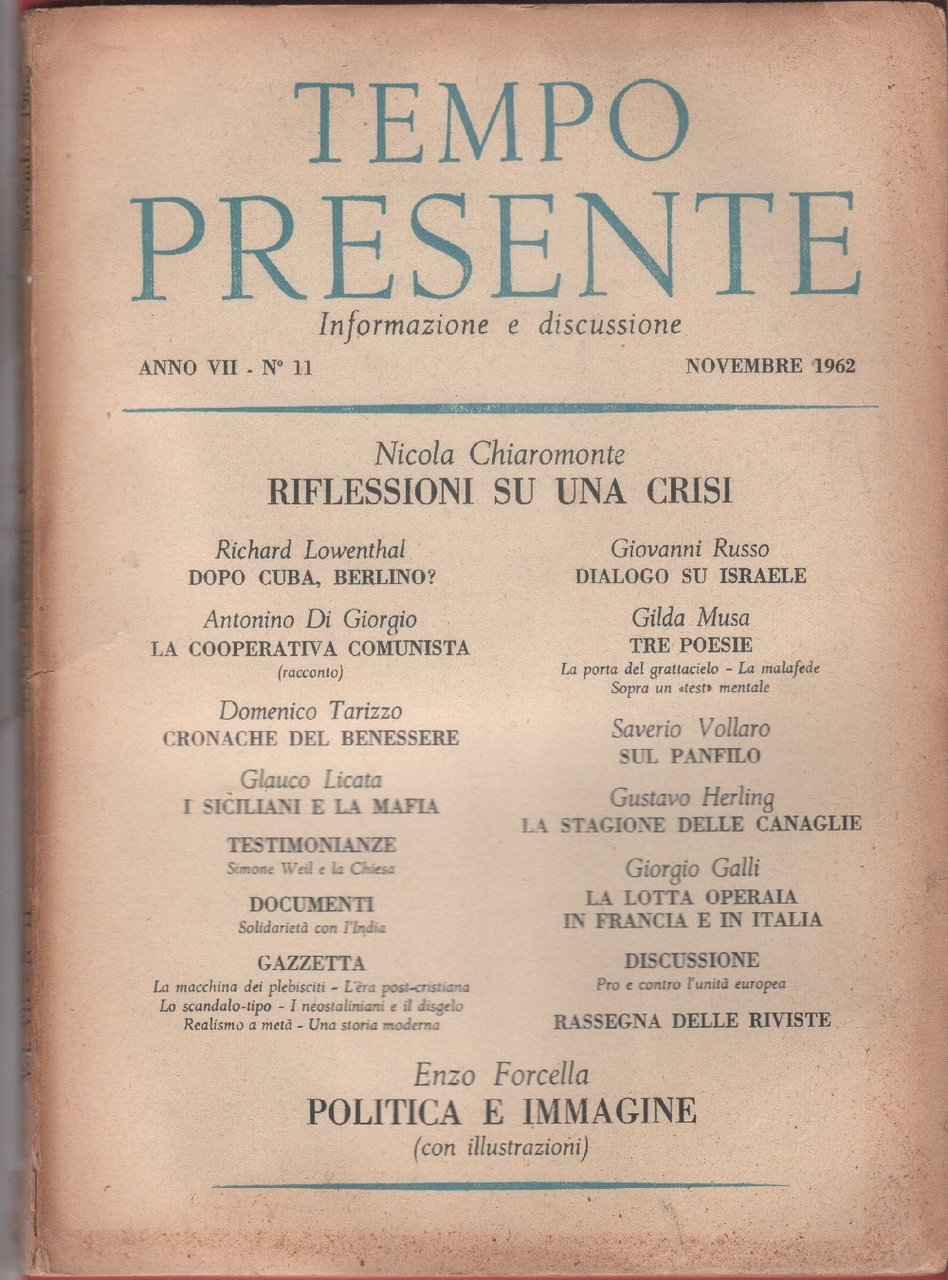 TEMPO
PRESENTE
Informazione e discussione
ANNO VII - Nº 11
NOVEMBRE 1962
Nicola Chiaromonte
RIFLESSIONI SU UNA CRISI
Richard Lowenthal
DOPO CUBA, BERLINO?
Antonino Di Giorgio
LA COOPERATIVA COMUNISTA
(racconto)
Domenico Tarizzo
CRONACHE DEL BENESSERE
Glauco Licata
I SICILIANI E LA MAFIA
TESTIMONIANZE
Simone Weil e la Chiesa
DOCUMENTI
Solidarietà con l'India
GAZZETTA
La macchina dei plebisciti - L'èra post-cristiana
Lo scandalo-tipo - I neostaliniani e il disgelo
Realismo a metà - Una storia moderna
Giovanni Russo
DIALOGO SU ISRAELE
Gilda Musa
TRE POESIE
La porta del grattacielo - La malafede
Sopra un «test» mentale
Saverio Vollaro
SUL PANFILO
Gustavo Herling
LA STAGIONE DELLE CANAGLIE
Giorgio Galli
LA LOTTA OPERAIA
IN FRANCIA E IN ITALIA
DISCUSSIONE
Pro e contro l'unità europea
RASSEGNA DELLE RIVISTE
Enzo Forcella
POLITICA E IMMAGINE
(con illustrazioni)